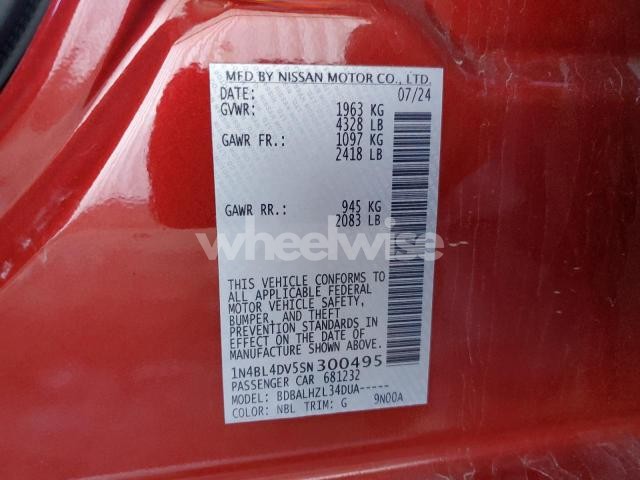 MFD BY NISSAN MOTOR CO., LTD.
DATE: 07/24
GVWR: 1963 KG
4328 LB
GAWR FR.: 1097 KG
2418 LB
GAWR RR.: 945 KG
2083 LB
wheelwise
THIS VEHICLE CONFORMS TO
ALL APPLICABLE FEDERAL
MOTOR VEHICLE SAFETY,
BUMPER, AND THEFT
PREVENTION STANDARDS IN
EFFECT ON THE DATE OF
MANUFACTURE SHOWN ABOVE.
1N4BL4DV5SN300495
PASSENGER CAR 681232
MODEL: BDBALHZL34DUA-----
COLOR: NBL TRIM: G 9N00A